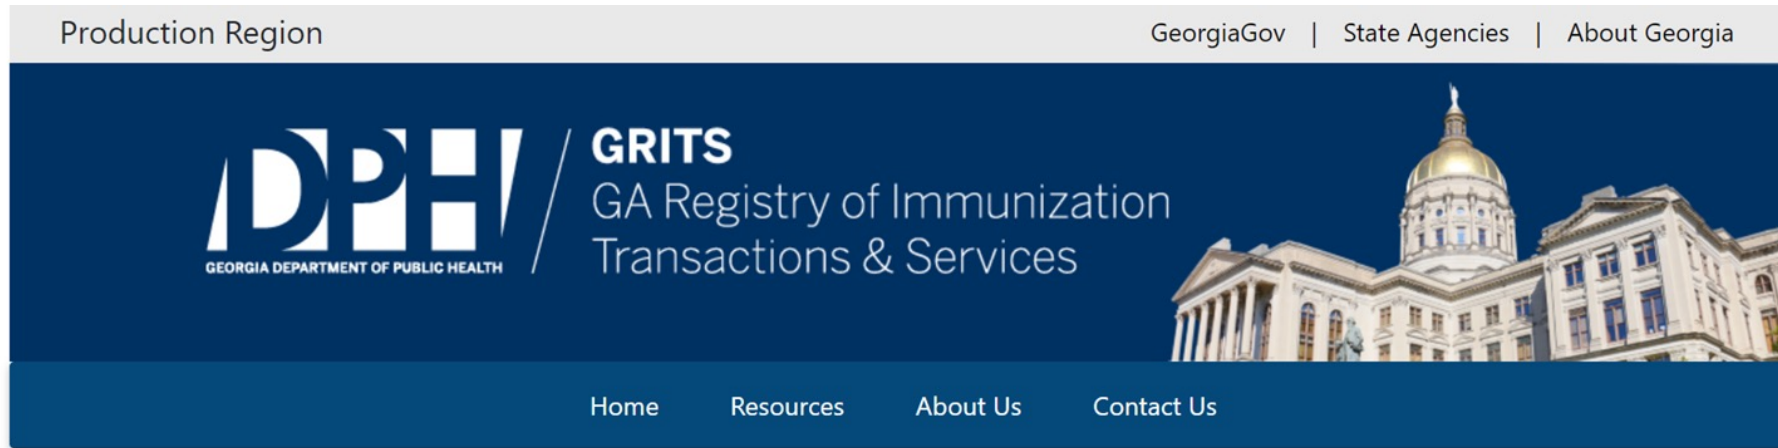 Production Region
GeorgiaGov | State Agencies | About Georgia
DPH
GEORGIA DEPARTMENT OF PUBLIC HEALTH
GRITS
GA Registry of Immunization
Transactions & Services
Home Resources About Us Contact Us